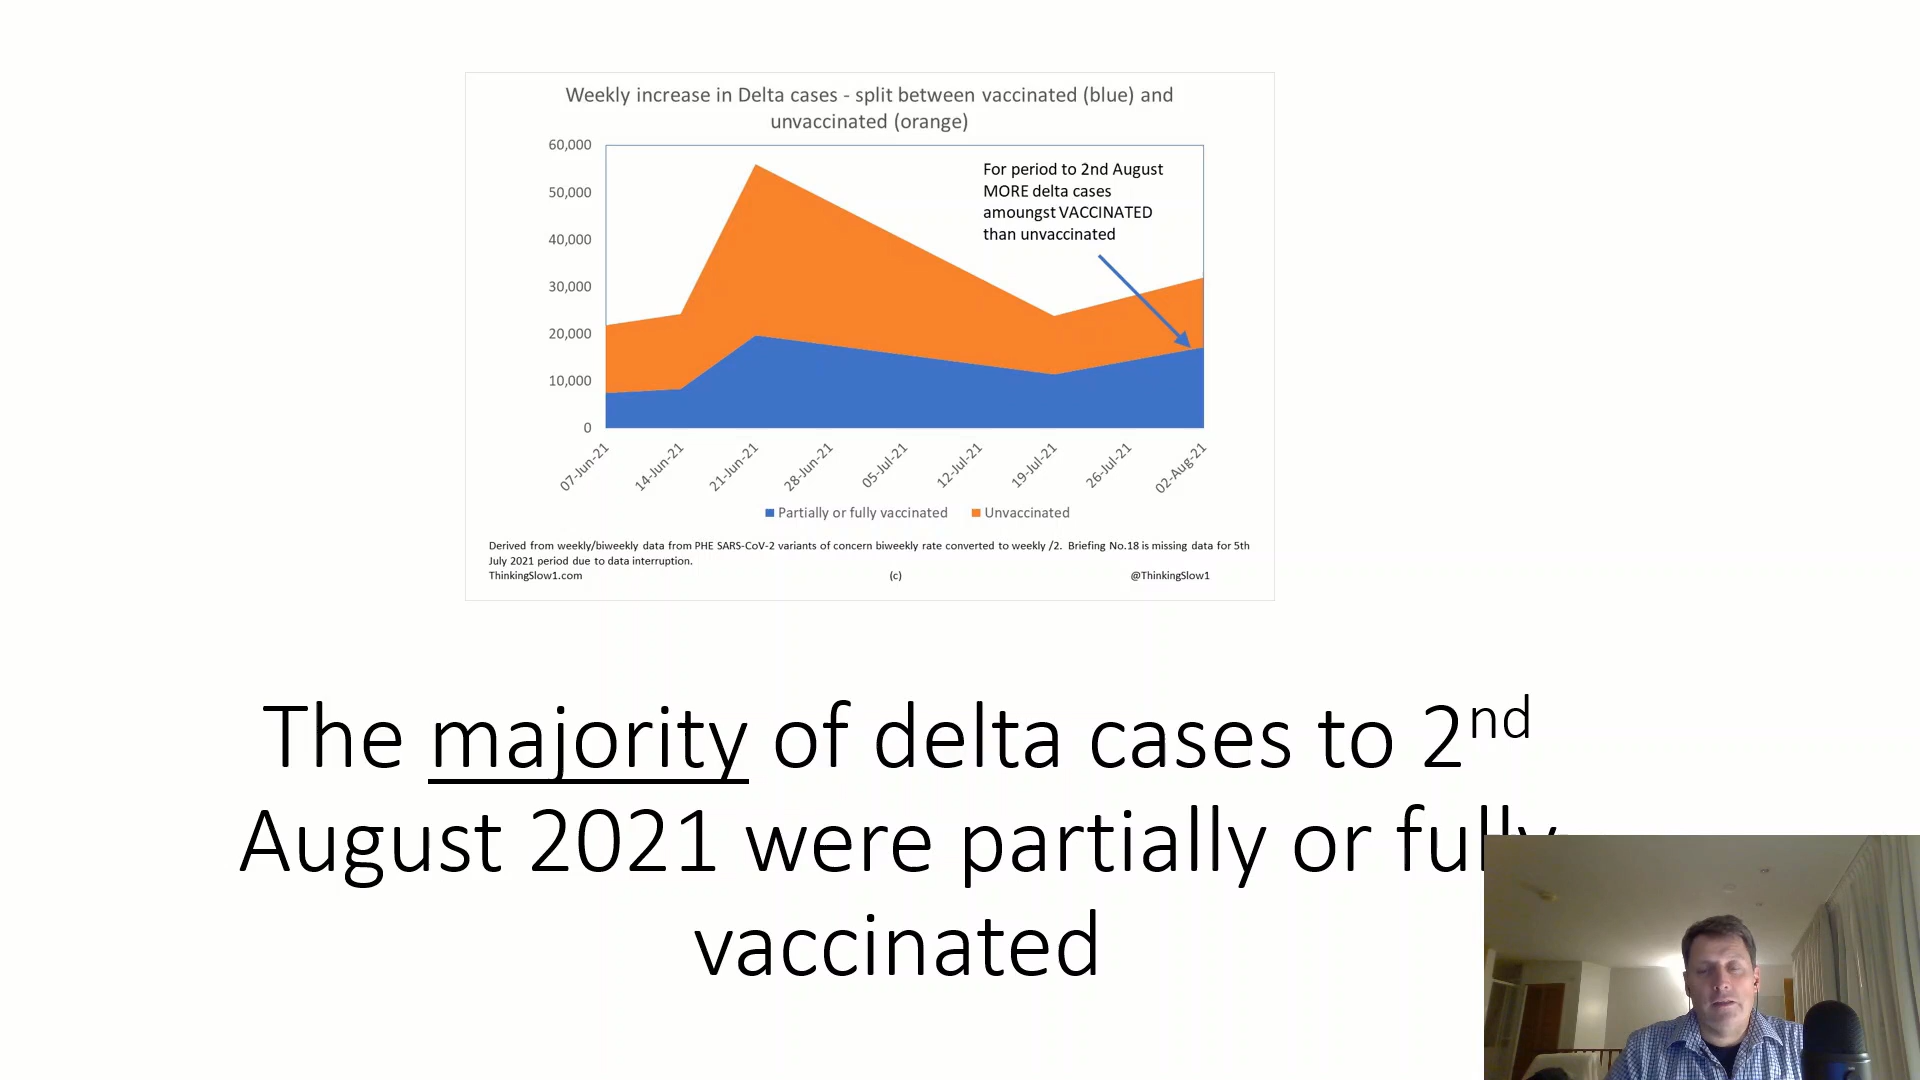 Weekly increase in Delta cases - split between vaccinated (blue) and
unvaccinated (orange)
60,000
50,000
40,000
30,000
20,000
10,000
0
For period to 2nd August
MORE delta cases
amoungst VACCINATED
than unvaccinated
07-Jun-21
14-Jun-21
21-Jun-21
28-Jun-21
05-Jul-21
12-Jul-21
19-Jul-21
26-Jul-21
02-Aug-21
Partially or fully vaccinated
Unvaccinated
Derived from weekly/biweekly data from PHE SARS-CoV-2 variants of concern biweekly rate converted to weekly /2. Briefing No.18 is missing data for 5th
July 2021 period due to data interruption.
ThinkingSlow1.com (c) @ThinkingSlow1
The majority of delta cases to 2nd
August 2021 were partially or fully
vaccinated